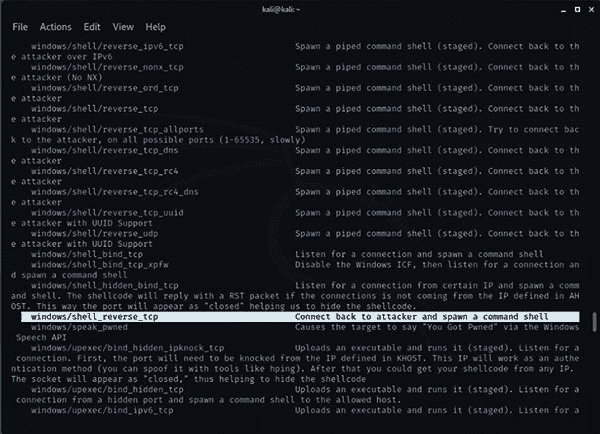 kali@kali: ~
File Actions Edit View Help
windows/shell/reverse_ipv6_tcp Spawn a piped command shell (staged). Connect back to th
e attacker over IPv6
windows/shell/reverse_nonx_tcp Spawn a piped command shell (staged). Connect back to th
e attacker (No NX)
windows/shell/reverse_ord_tcp Spawn a piped command shell (staged). Connect back to th
e attacker
windows/shell/reverse_tcp Spawn a piped command shell (staged). Connect back to th
e attacker
windows/shell/reverse_tcp_allports Spawn a piped command shell (staged). Try to connect bac
k to the attacker, on all possible ports (1-65535, slowly)
windows/shell/reverse_tcp_dns Spawn a piped command shell (staged). Connect back to th
e attacker
windows/shell/reverse_tcp_rc4 Spawn a piped command shell (staged). Connect back to th
e attacker
windows/shell/reverse_tcp_rc4_dns Spawn a piped command shell (staged). Connect back to th
e attacker
windows/shell/reverse_tcp_uuid Spawn a piped command shell (staged). Connect back to th
e attacker with UUID Support
windows/shell/reverse_udp Spawn a piped command shell (staged). Connect back to th
e attacker with UUID Support
windows/shell_bind_tcp Listen for a connection and spawn a command shell
windows/shell_bind_tcp_xpfw Disable the Windows ICF, then listen for a connection an
d spawn a command shell
windows/shell_hidden_bind_tcp Listen for a connection from certain IP and spawn a comm
and shell. The shellcode will reply with a RST packet if the connections is not coming from the IP defined in AH
OST. This way the port will appear as "closed" helping us to hide the shellcode.
windows/shell_reverse_tcp Connect back to attacker and spawn a command shell
windows/speak_pwned Causes the target to say "You Got Pwned" via the Windows
Speech API
windows/upexec/bind_hidden_ipknock_tcp Uploads an executable and runs it (staged). Listen for a
connection. First, the port will need to be knocked from the IP defined in KHOST. This IP will work as an authe
ntication method (you can spoof it with tools like hping). After that you could get your shellcode from any IP.
The socket will appear as "closed," thus helping to hide the shellcode
windows/upexec/bind_hidden_tcp Uploads an executable and runs it (staged). Listen for a
connection from a hidden port and spawn a command shell to the allowed host.
windows/upexec/bind_ipv6_tcp Uploads an executable and runs it (staged). Listen for a